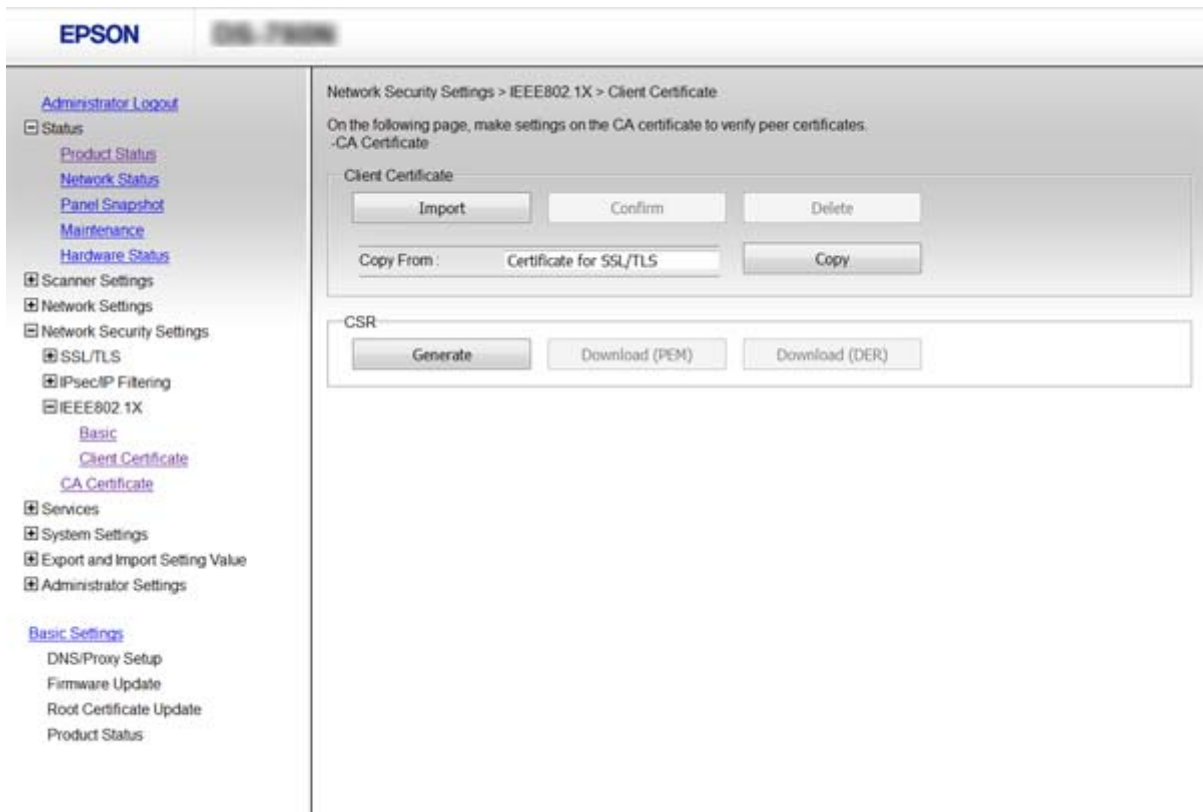 EPSON
Administrator Logout
Status
Product Status
Network Status
Panel Snapshot
Maintenance
Hardware Status
Scanner Settings
Network Settings
Network Security Settings
SSL/TLS
IPsec/IP Filtering
IEEE802.1X
Basic
Client Certificate
CA Certificate
Services
System Settings
Export and Import Setting Value
Administrator Settings
Basic Settings
DNS/Proxy Setup
Firmware Update
Root Certificate Update
Product Status
Network Security Settings > IEEE802.1X > Client Certificate
On the following page, make settings on the CA certificate to verify peer certificates.
-CA Certificate
Client Certificate
Import Confirm Delete
Copy From : Certificate for SSL/TLS Copy
CSR
Generate Download (PEM) Download (DER)